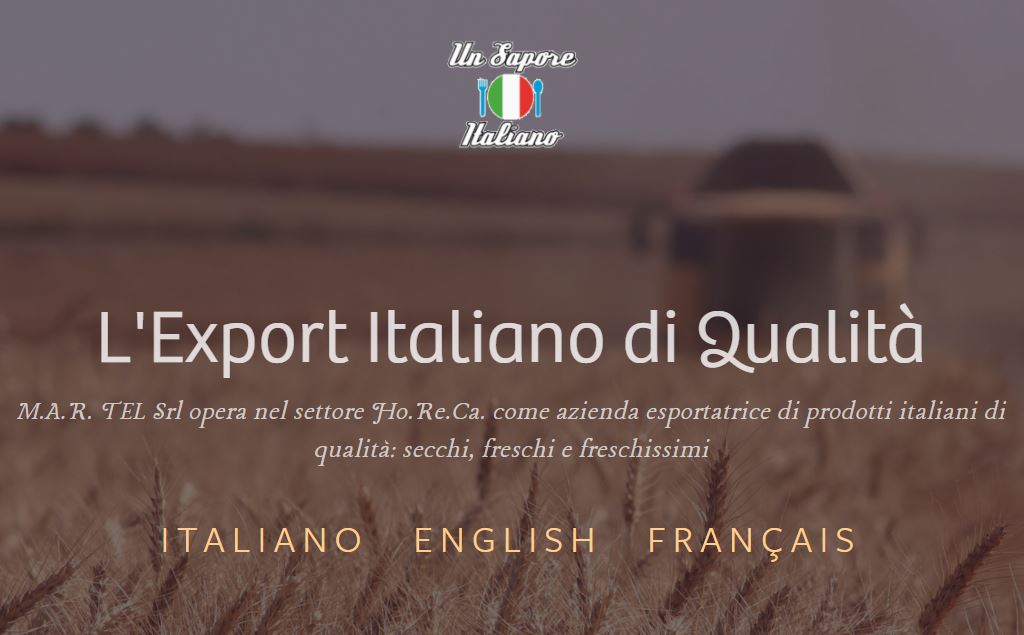 Un Sapore
Italiano
L'Export Italiano di Qualità
M.A.R. TEL Srl opera nel settore Ho.Re.Ca. come azienda esportatrice di prodotti italiani di
qualità: secchi, freschi e freschissimi
ITALIANO ENGLISH FRANÇAIS